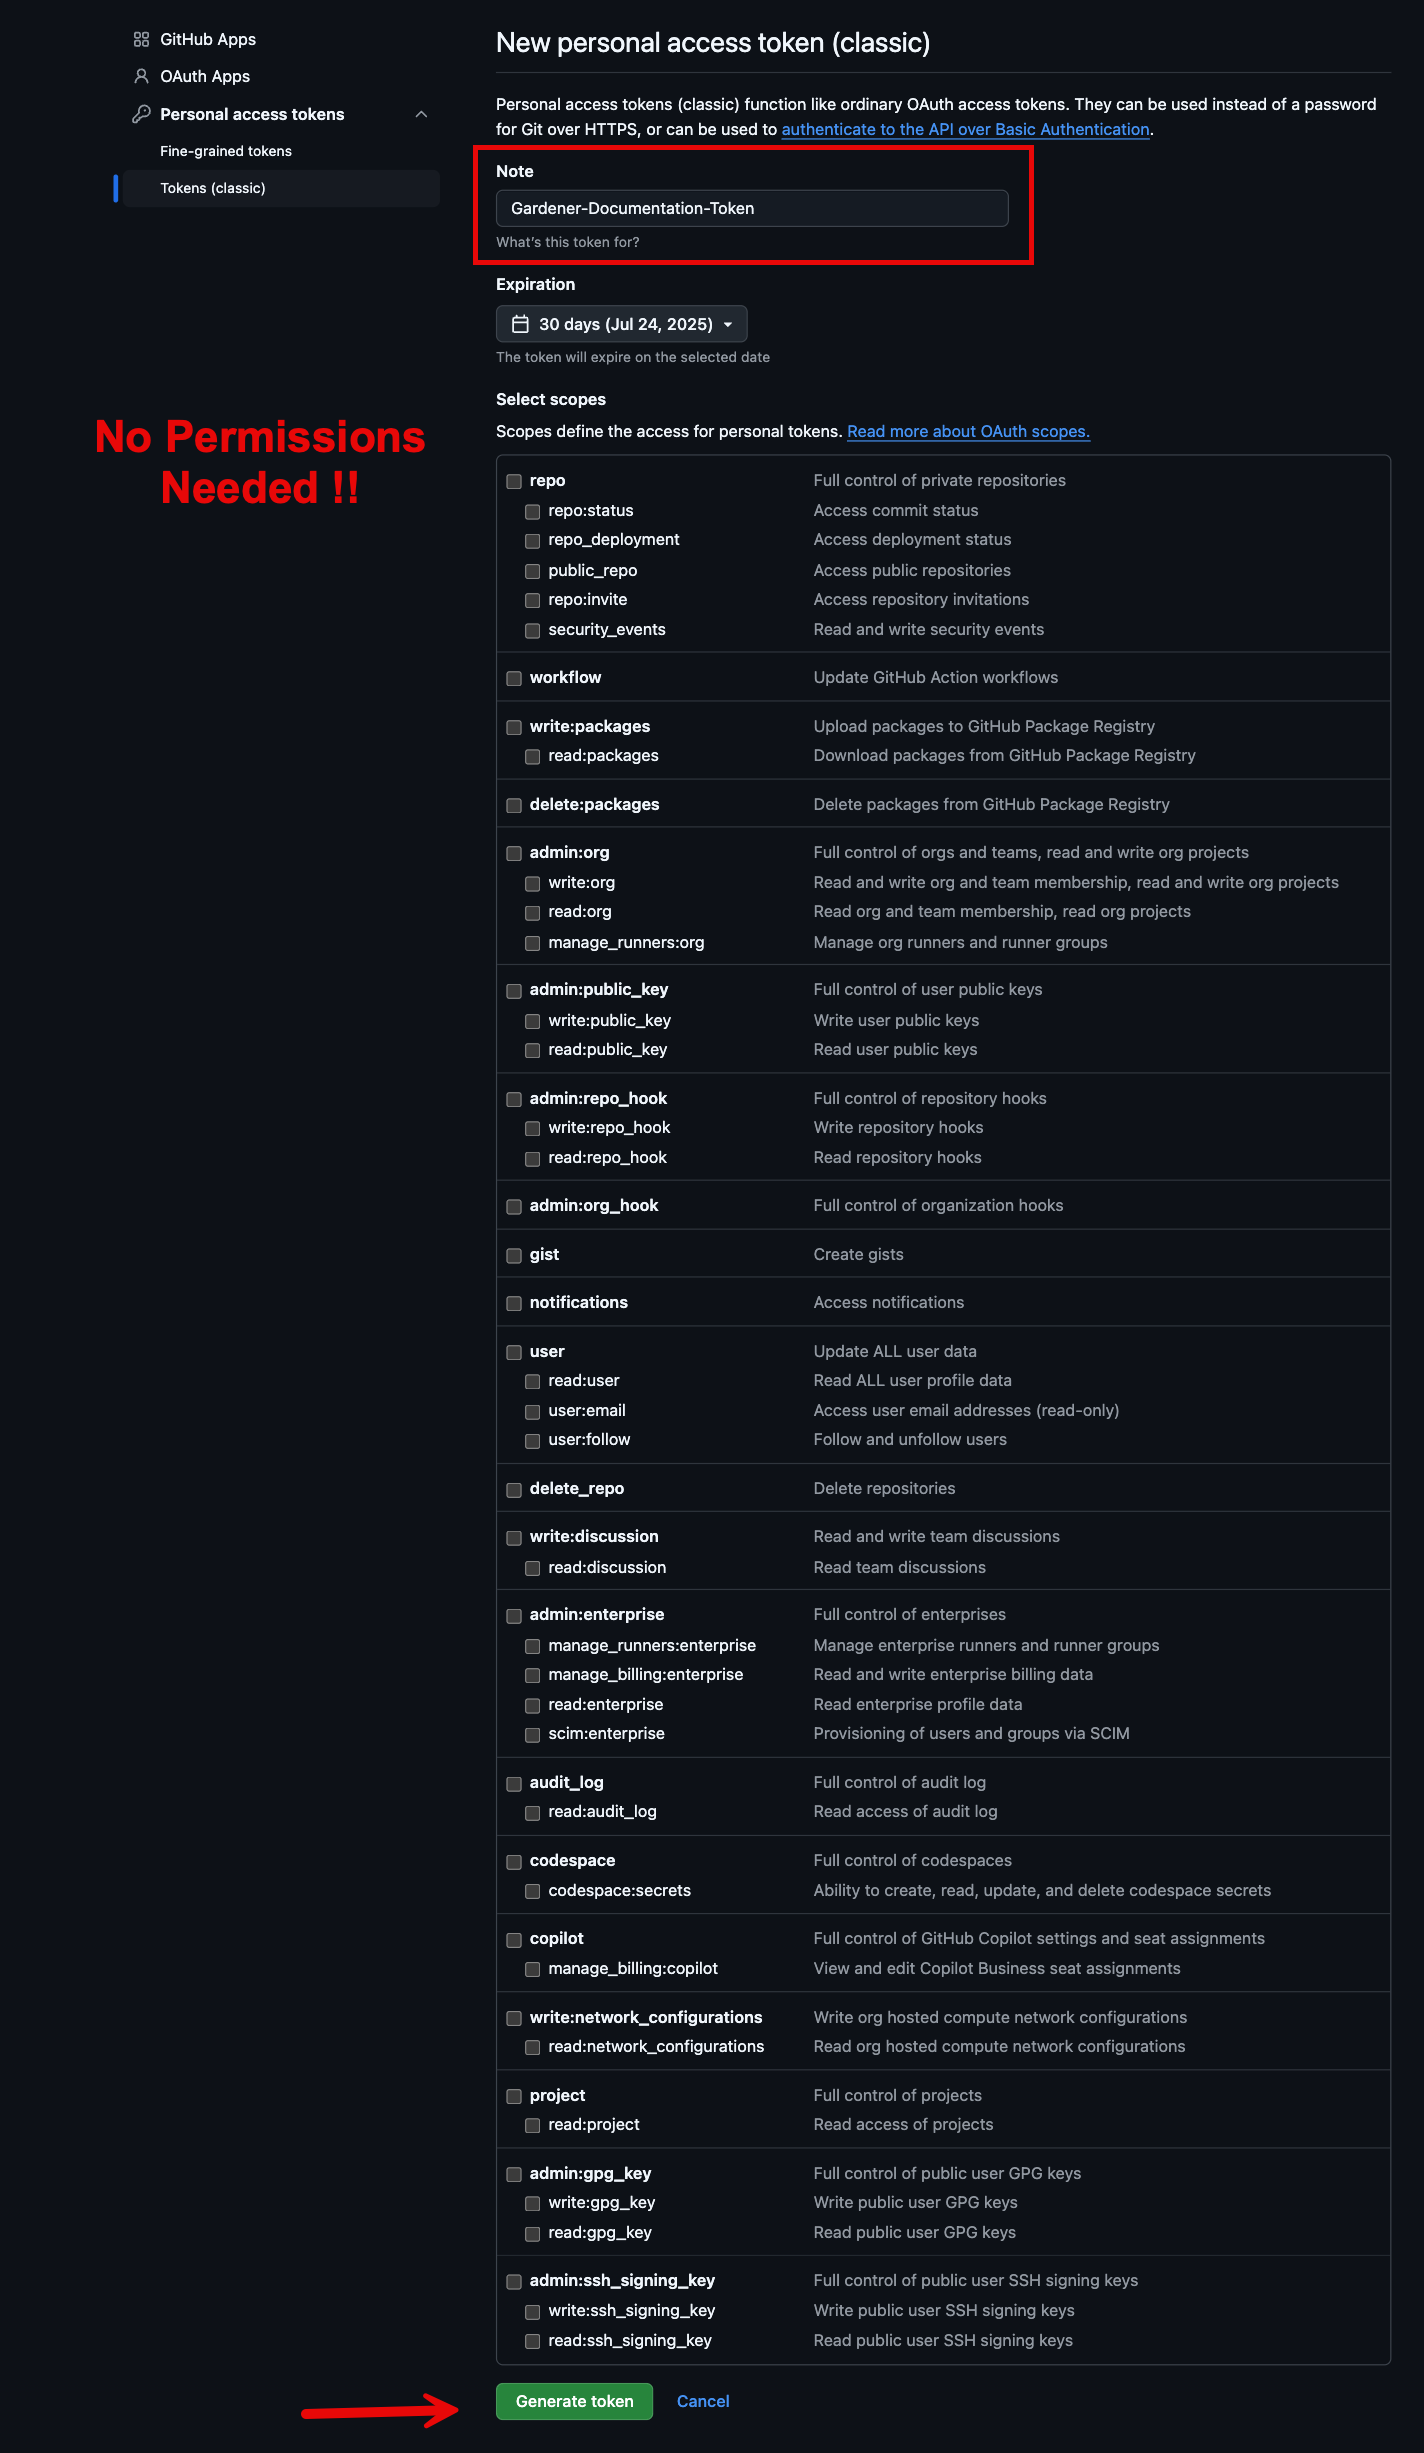 GitHub Apps
OAuth Apps
Personal access tokens
Fine-grained tokens
Tokens (classic)
No Permissions
Needed !!
New personal access token (classic)
Personal access tokens (classic) function like ordinary OAuth access tokens. They can be used instead of a password
for Git over HTTPS, or can be used to authenticate to the API over Basic Authentication.
Note
Gardener-Documentation-Token
What's this token for?
Expiration
30 days (Jul 24, 2025)
The token will expire on the selected date
Select scopes
Scopes define the access for personal tokens. Read more about OAuth scopes.
repo Full control of private repositories
repo:status Access commit status
repo_deployment Access deployment status
public_repo Access public repositories
repo:invite Access repository invitations
security_events Read and write security events
workflow Update GitHub Action workflows
write:packages Upload packages to GitHub Package Registry
read:packages Download packages from GitHub Package Registry
delete:packages Delete packages from GitHub Package Registry
admin:org Full control of orgs and teams, read and write org projects
write:org Read and write org and team membership, read and write org projects
read:org Read org and team membership, read org projects
manage_runners:org Manage org runners and runner groups
admin:public_key Full control of user public keys
write:public_key Write user public keys
read:public_key Read user public keys
admin:repo_hook Full control of repository hooks
write:repo_hook Write repository hooks
read:repo_hook Read repository hooks
admin:org_hook Full control of organization hooks
gist Create gists
notifications Access notifications
user Update ALL user data
read:user Read ALL user profile data
user:email Access user email addresses (read-only)
user:follow Follow and unfollow users
delete_repo Delete repositories
write:discussion Read and write team discussions
read:discussion Read team discussions
admin:enterprise Full control of enterprises
manage_runners:enterprise Manage enterprise runners and runner groups
manage_billing:enterprise Read and write enterprise billing data
read:enterprise Read enterprise profile data
scim:enterprise Provisioning of users and groups via SCIM
audit_log Full control of audit log
read:audit_log Read access of audit log
codespace Full control of codespaces
codespace:secrets Ability to create, read, update, and delete codespace secrets
copilot Full control of GitHub Copilot settings and seat assignments
manage_billing:copilot View and edit Copilot Business seat assignments
write:network_configurations Write org hosted compute network configurations
read:network_configurations Read org hosted compute network configurations
project Full control of projects
read:project Read access of projects
admin:gpg_key Full control of public user GPG keys
write:gpg_key Write public user GPG keys
read:gpg_key Read public user GPG keys
admin:ssh_signing_key Full control of public user SSH signing keys
write:ssh_signing_key Write public user SSH signing keys
read:ssh_signing_key Read public user SSH signing keys
Generate token Cancel